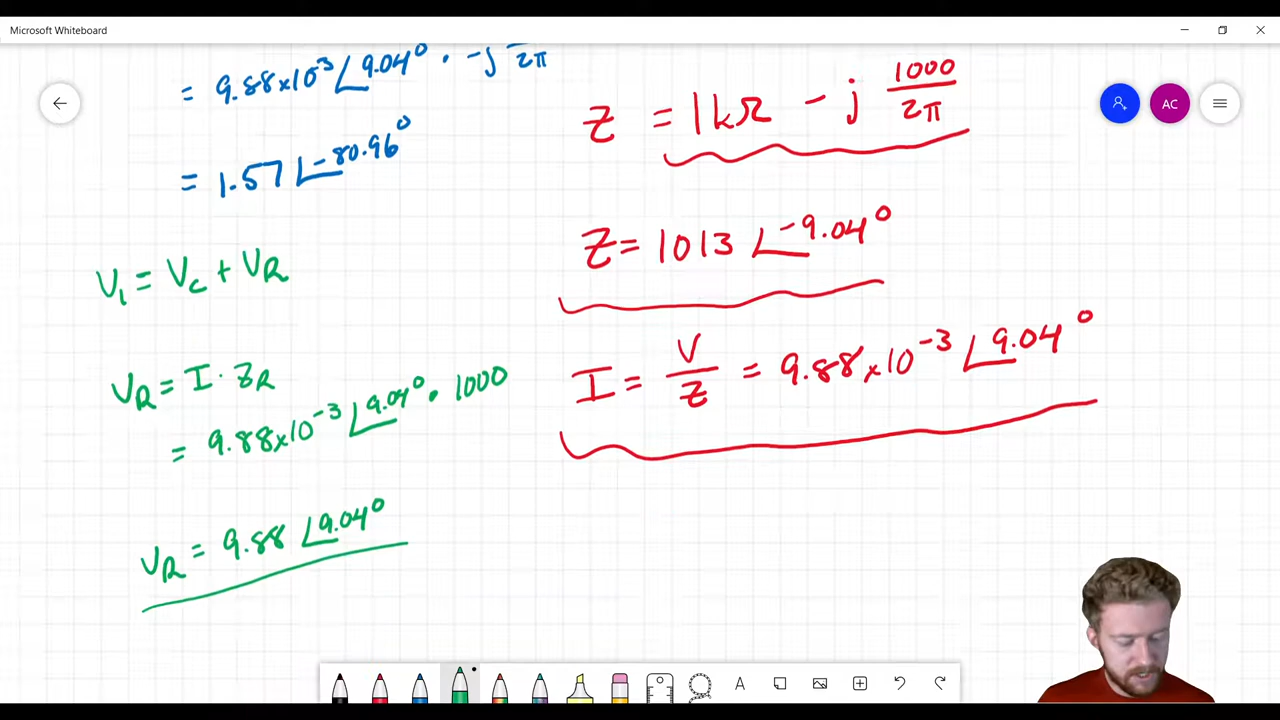 Microsoft Whiteboard
AC
= 9.88×10⁻³ ∠9.04° · -j —/2π
= 1.57 ∠-80.96°
V₁ = Vc + VR
VR = I · ZR
= 9.88×10⁻³ ∠9.04° · 1000
VR = 9.88 ∠9.04°
Z = 1kΩ - j 1000/2π
Z = 1013 ∠-9.04°
I = V/Z = 9.88×10⁻³ ∠9.04°
A